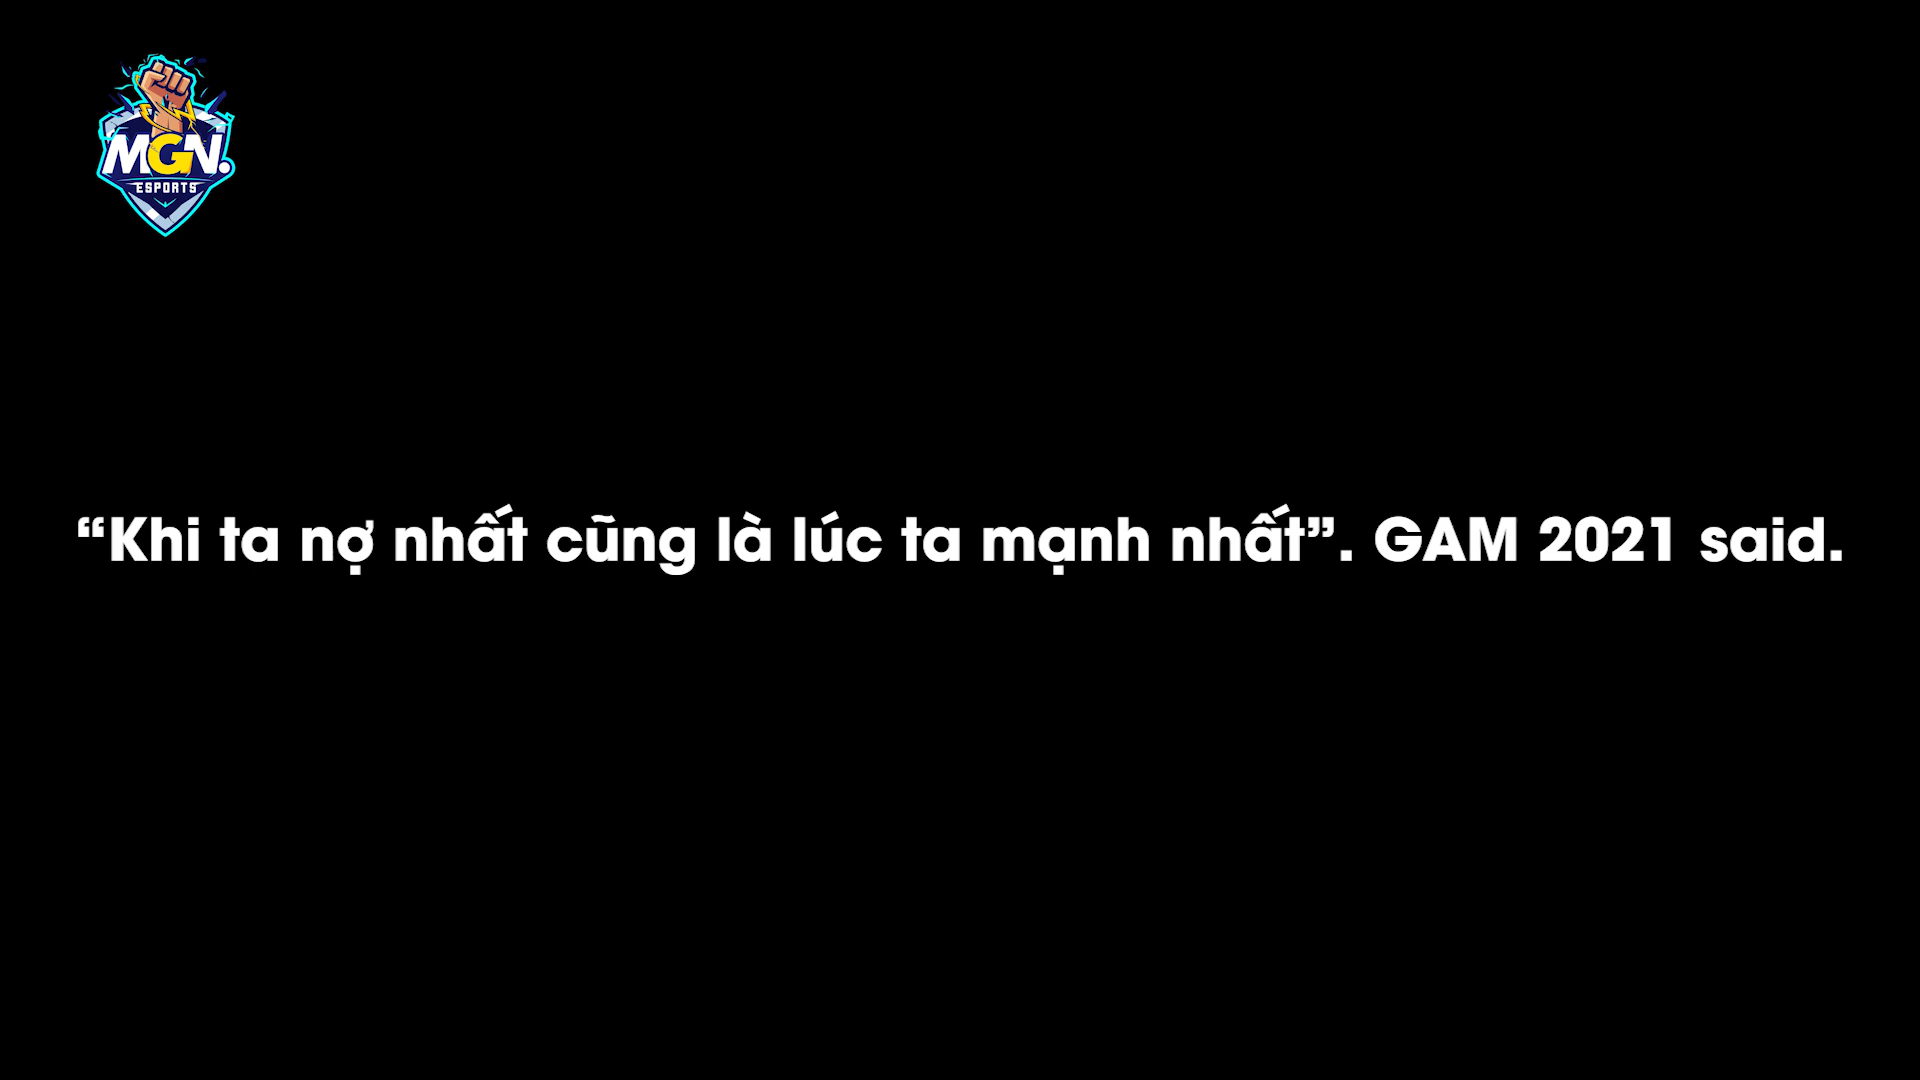 MGN.
ESPORTS
“Khi ta nợ nhất cũng là lúc ta mạnh nhất”. GAM 2021 said.